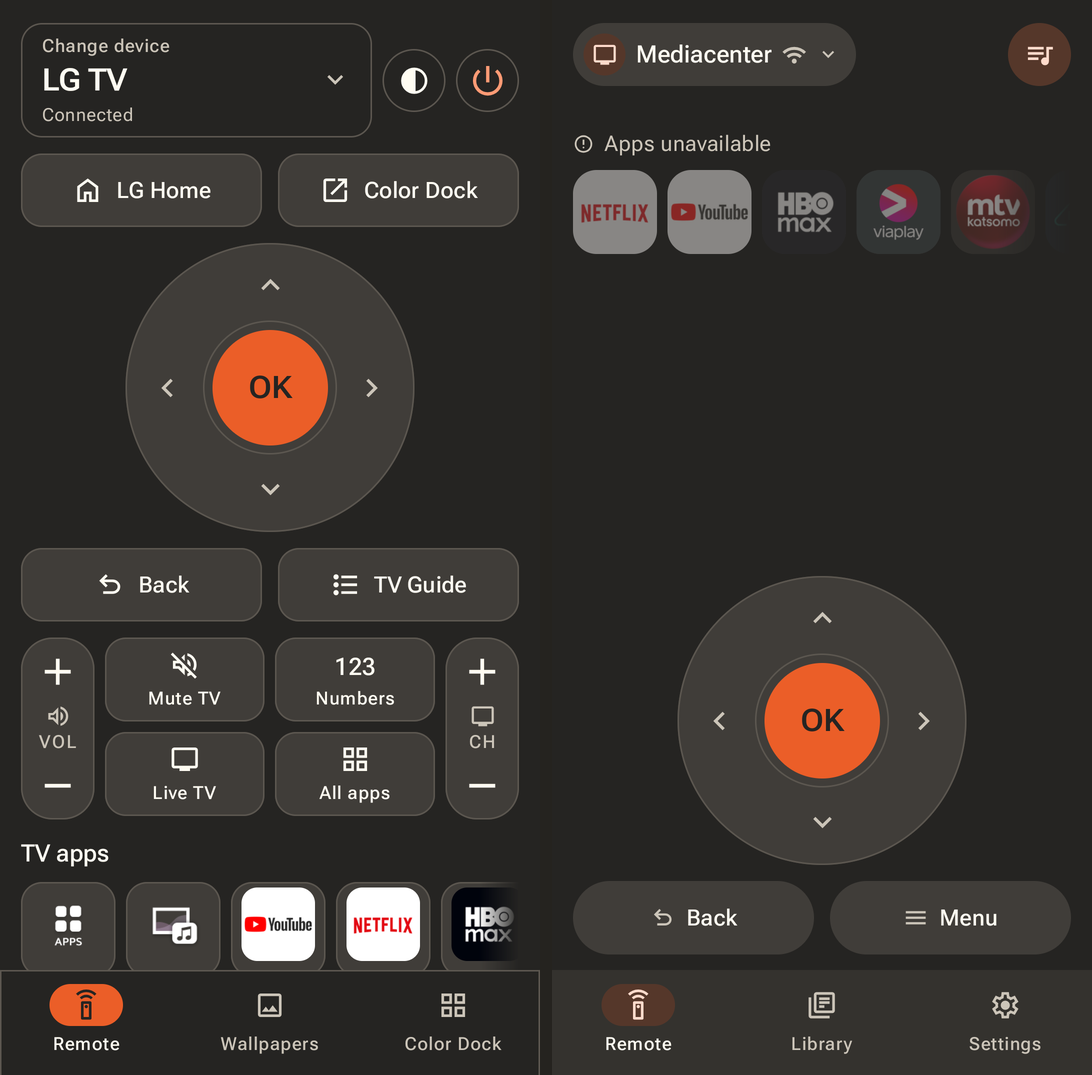 Change device
LG TV
Connected
LG Home
Color Dock
OK
Back
TV Guide
VOL
Mute TV
123
Numbers
CH
Live TV
All apps
TV apps
APPS
YouTube
NETFLIX
HBO
max
Remote
Wallpapers
Color Dock
Mediacenter
Apps unavailable
NETFLIX
YouTube
HBO
max
viaplay
mtv
katsomo
OK
Back
Menu
Remote
Library
Settings